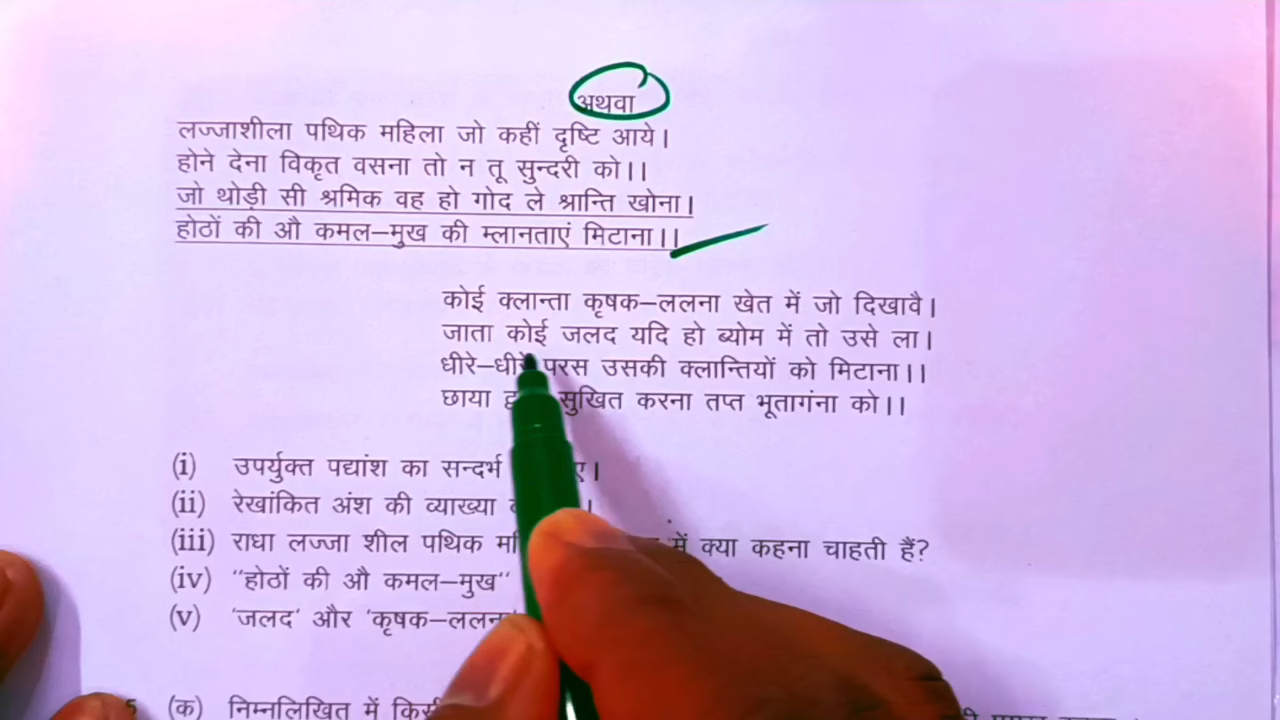 अथवा
लज्जाशीला पथिक महिला जो कहीं दृष्टि आये।
होने देना विकृत वसना तो न तू सुन्दरी को।।
जो थोड़ी सी श्रमिक वह हो गोद ले श्रान्ति खोना।
होठों की औ कमल–मुख की म्लानताएं मिटाना।।
कोई क्लान्ता कृषक–ललना खेत में जो दिखावै।
जाता कोई जलद यदि हो ब्योम में तो उसे ला।
धीरे–धीरे परस उसकी क्लान्तियों को मिटाना।।
छाया सुखित करना तप्त भूतागंना को।।
(i) उपर्युक्त पद्यांश का सन्दर्भ
(ii) रेखांकित अंश की व्याख्या
(iii) राधा लज्जा शील पथिक में क्या कहना चाहती हैं?
(iv) "होठों की औ कमल–मुख"
(v) 'जलद' और 'कृषक–ललना'
(क) निम्नलिखित में